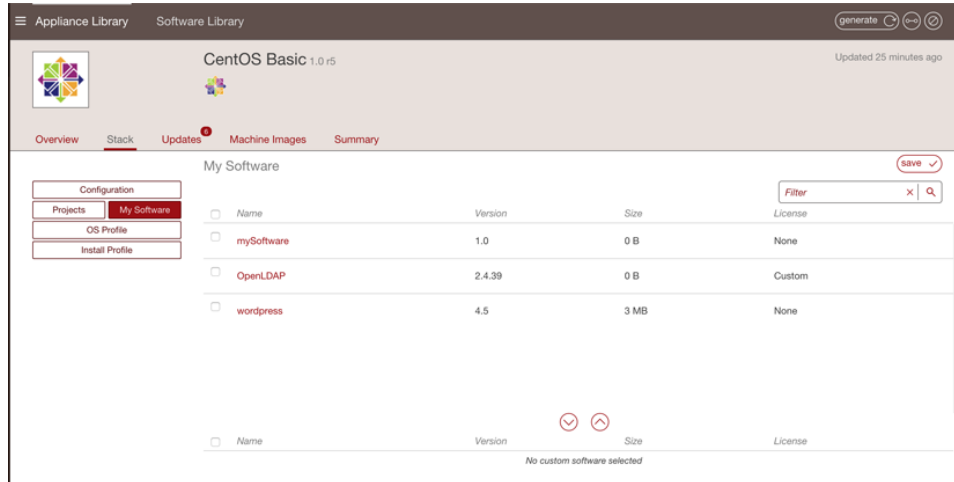 Appliance Library Software Library generate
CentOS Basic 1.0 r5 Updated 25 minutes ago
Overview Stack Updates 6 Machine Images Summary
My Software save
Configuration
Filter
Projects My Software
Name Version Size License
OS Profile
mySoftware 1.0 0 B None
Install Profile
OpenLDAP 2.4.39 0 B Custom
wordpress 4.5 3 MB None
Name Version Size License
No custom software selected